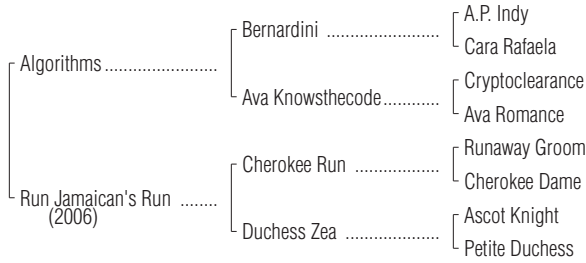 A.P. Indy
Bernardini ....................
Cara Rafaela
Algorithms ......................
Cryptoclearance
Ava Knowsthecode ...........
Ava Romance
Runaway Groom
Cherokee Run ..................
Cherokee Dame
Run Jamaican's Run ........
(2006)
Ascot Knight
Duchess Zea ...................
Petite Duchess